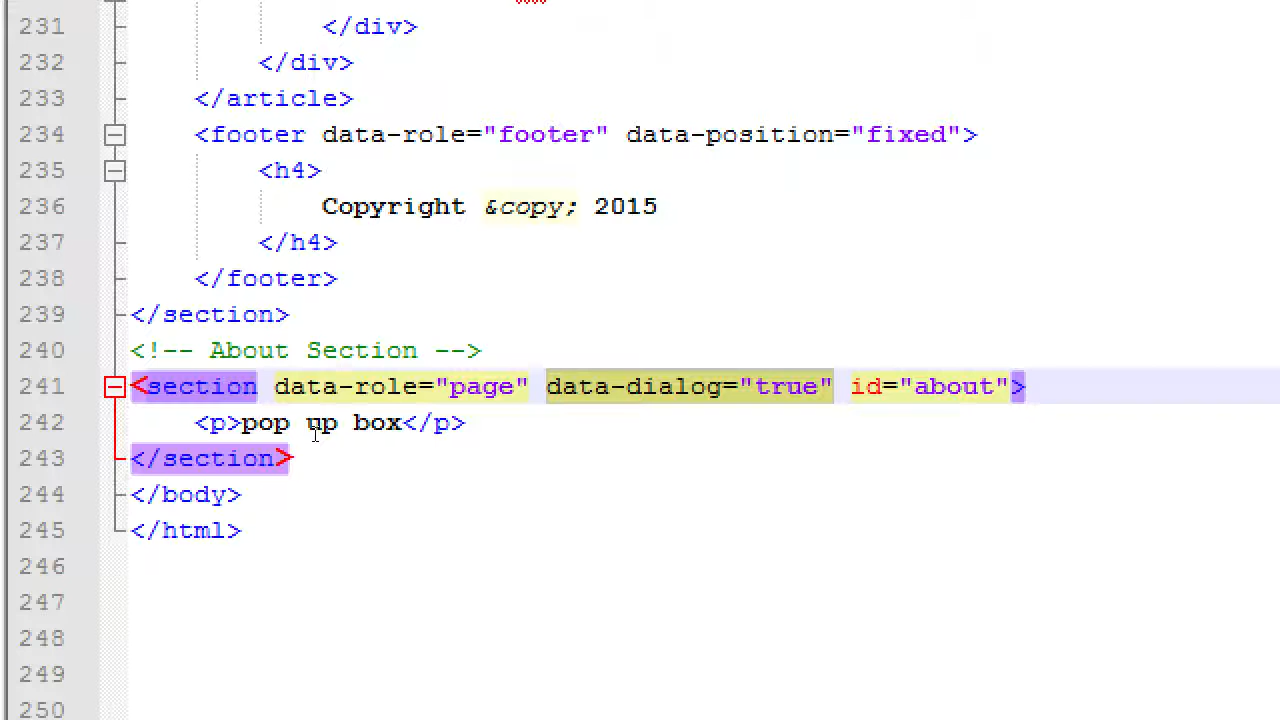 231 </div>
232 </div>
233 </article>
234 <footer data-role="footer" data-position="fixed">
235 <h4>
236 Copyright &copy; 2015
237 </h4>
238 </footer>
239 </section>
240 <!-- About Section -->
241 <section data-role="page" data-dialog="true" id="about">
242 <p>pop up box</p>
243 </section>
244 </body>
245 </html>
246
247
248
249
250